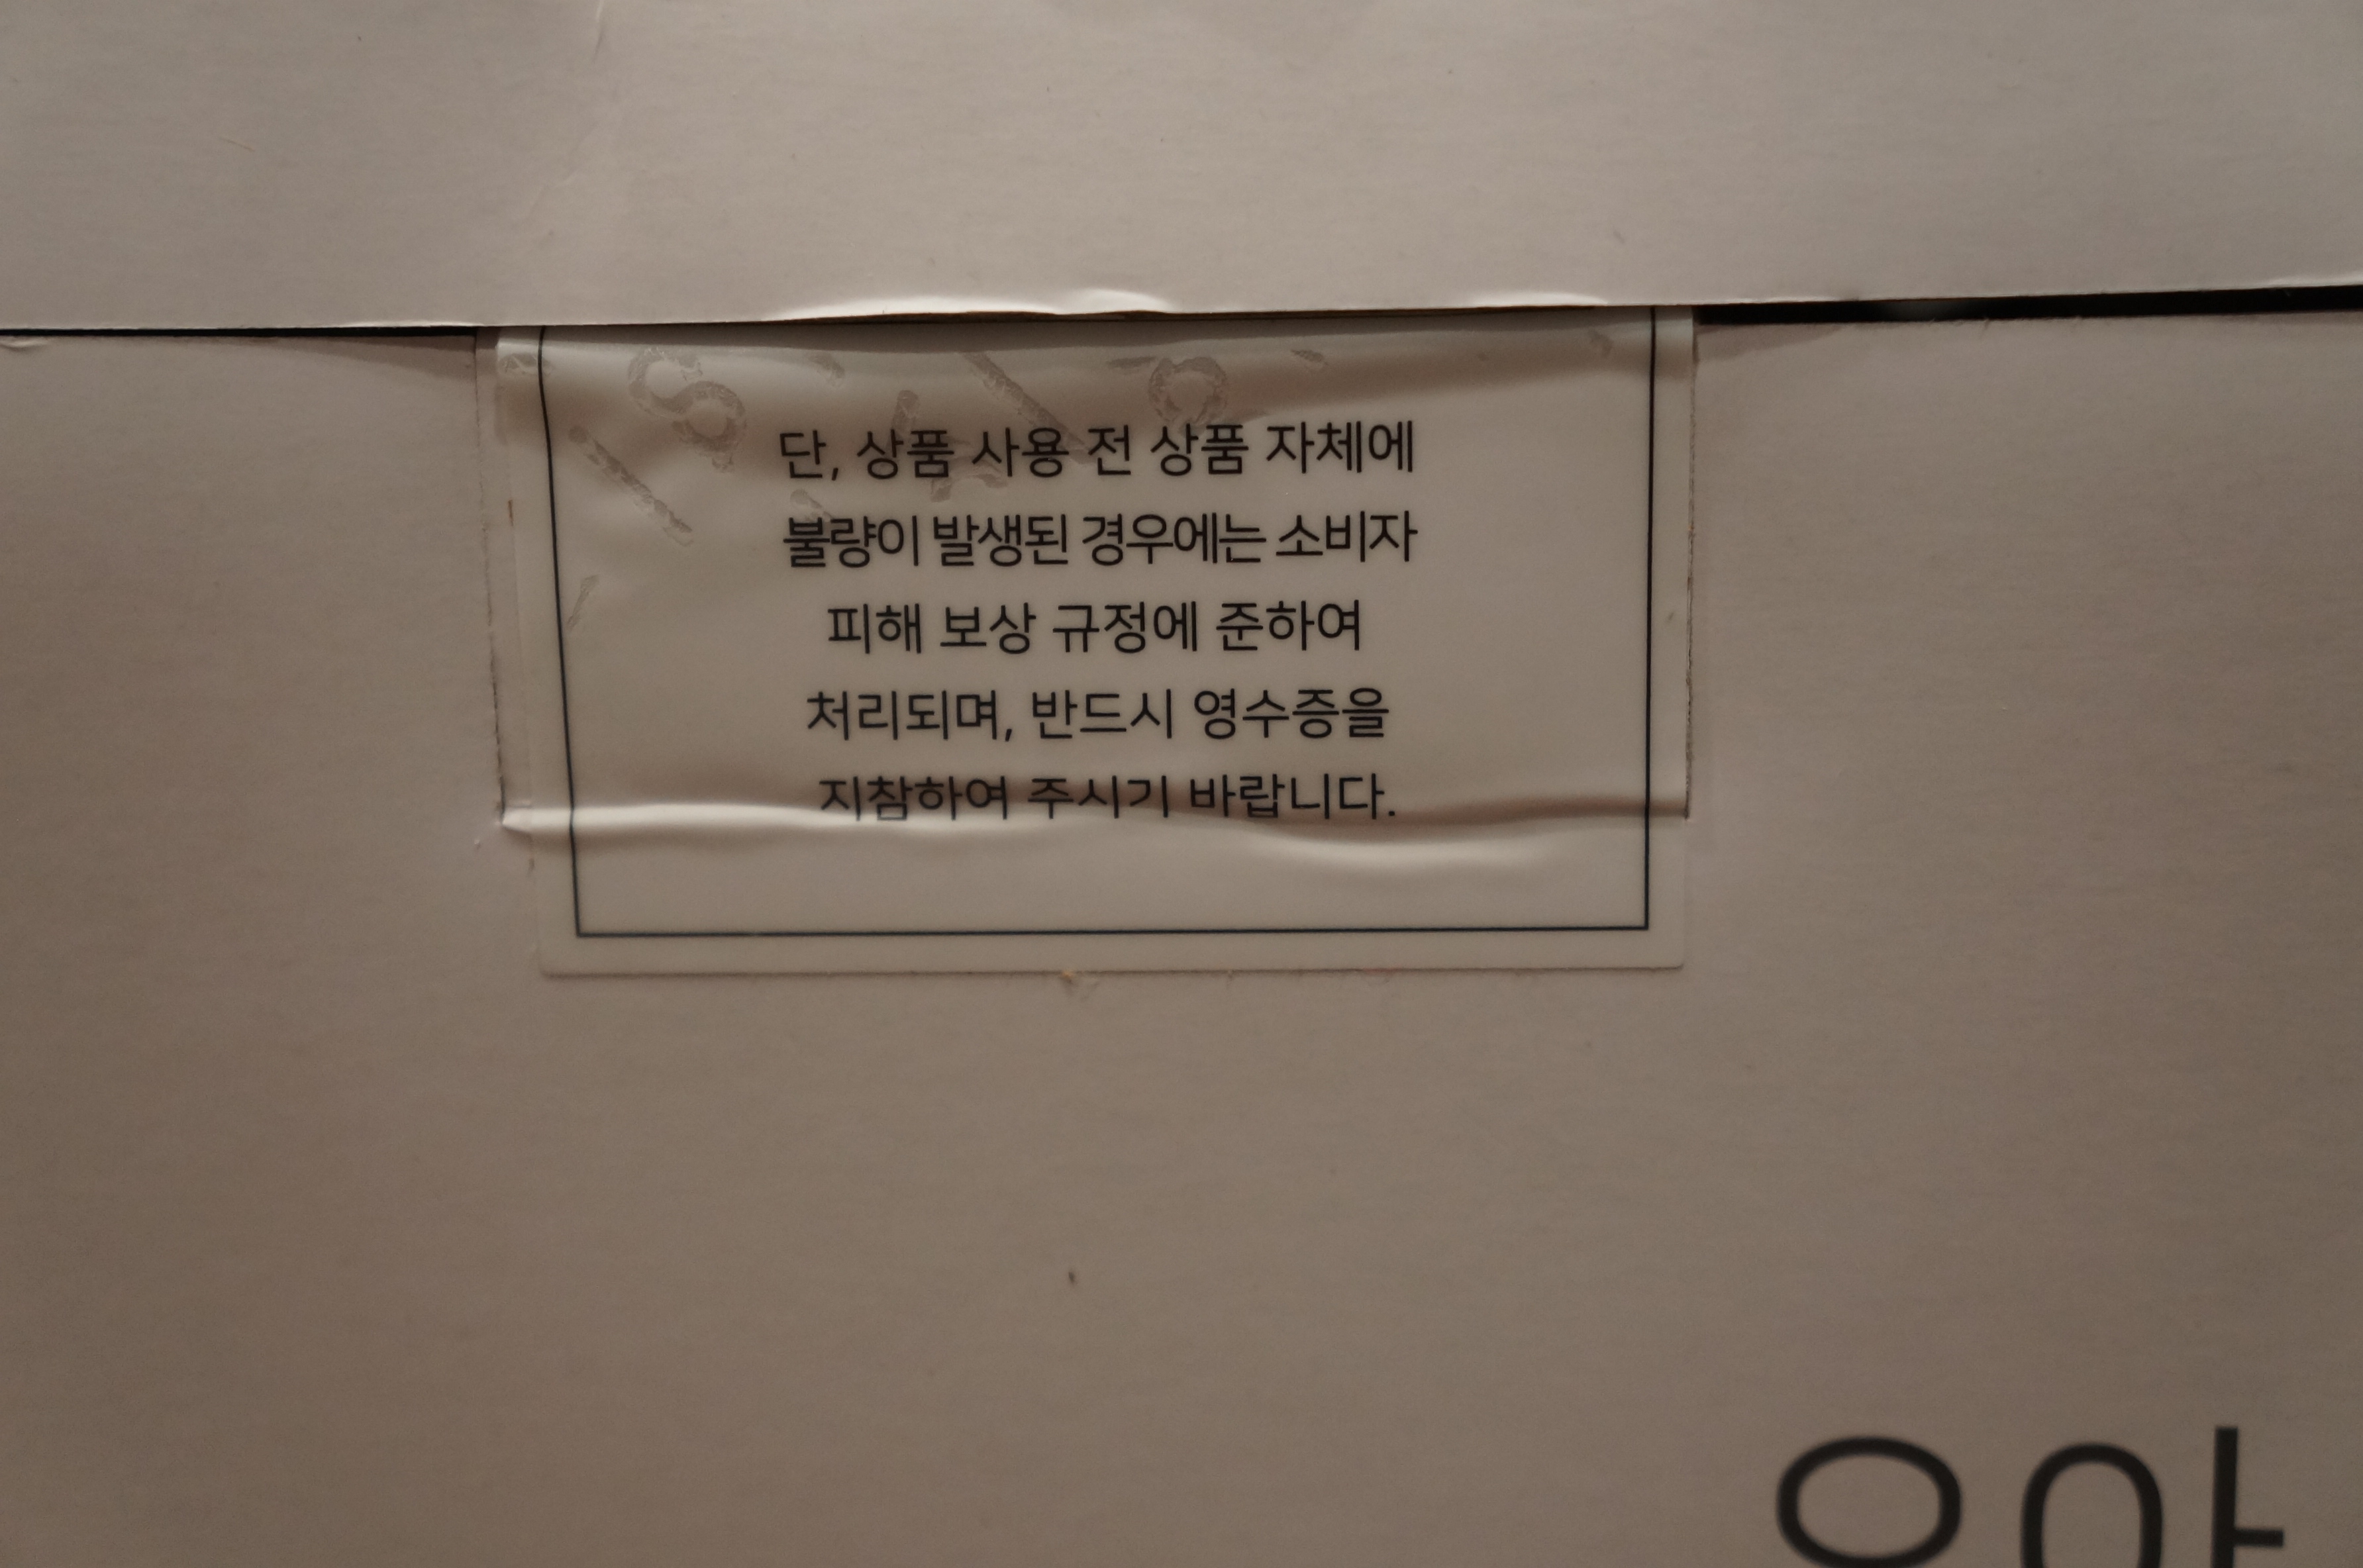 단, 상품 사용 전 상품 자체에
불량이 발생된 경우에는 소비자
피해 보상 규정에 준하여
처리되며, 반드시 영수증을
지참하여 주시기 바랍니다.